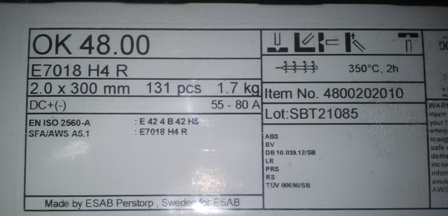 OK 48.00
E7018 H4 R
2.0 x 300 mm 131 pcs 1.7 kg
DC+(-) 55 - 80 A
EN ISO 2560-A : E 42 4 B 42 H5
SFA/AWS A5.1 : E7018 H4 R
Made by ESAB Perstorp , Sweden for ESAB
350°C, 2h
Item No. 4800202010
Lot:SBT21085
ABS
BV
DB 10.039.12/SB
LR
PRS
RS
TÜV 00690/SB